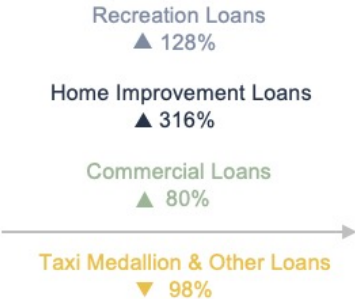 Recreation Loans
▲ 128%
Home Improvement Loans
▲ 316%
Commercial Loans
▲ 80%
Taxi Medallion & Other Loans
▼ 98%